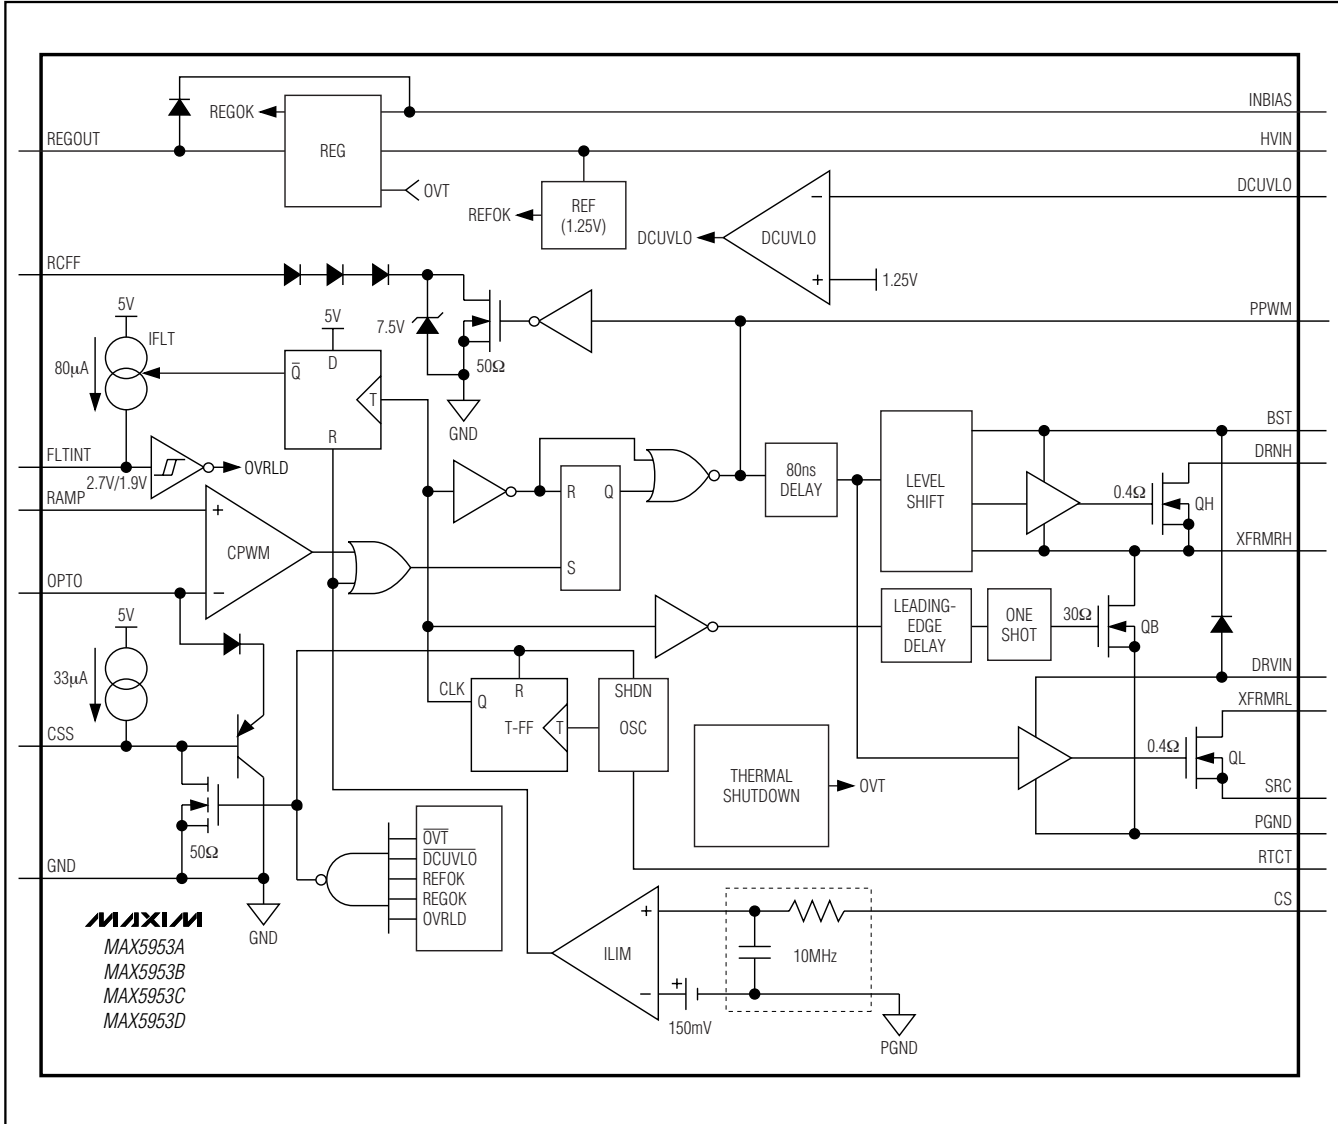 INBIAS
REGOK
REGOUT
REG
HVIN
OVT
DCUVLO
REFOK
REF
(1.25V)
DCUVLO
DCUVLO
1.25V
RCFF
5V
5V
7.5V
PPWM
IFLT
80µA
Q̅
D
T
50Ω
R
GND
BST
FLTINT
2.7V/1.9V
OVRLD
DRNH
80ns
DELAY
LEVEL
SHIFT
R
Q
0.4Ω
QH
RAMP
+
CPWM
−
XFRMRH
S
OPTO
5V
LEADING-
EDGE
DELAY
ONE
SHOT
30Ω
QB
33µA
DRVIN
CLK
Q
R
T-FF
T
SHDN
OSC
XFRMRL
CSS
THERMAL
SHUTDOWN
OVT
0.4Ω
QL
SRC
PGND
50Ω
O̅V̅T̅
D̅C̅U̅V̅L̅O̅
REFOK
REGOK
OVRLD
GND
RTCT
CS
MAXIM
MAX5953A
MAX5953B
MAX5953C
MAX5953D
GND
+
ILIM
−
+
150mV
10MHz
PGND